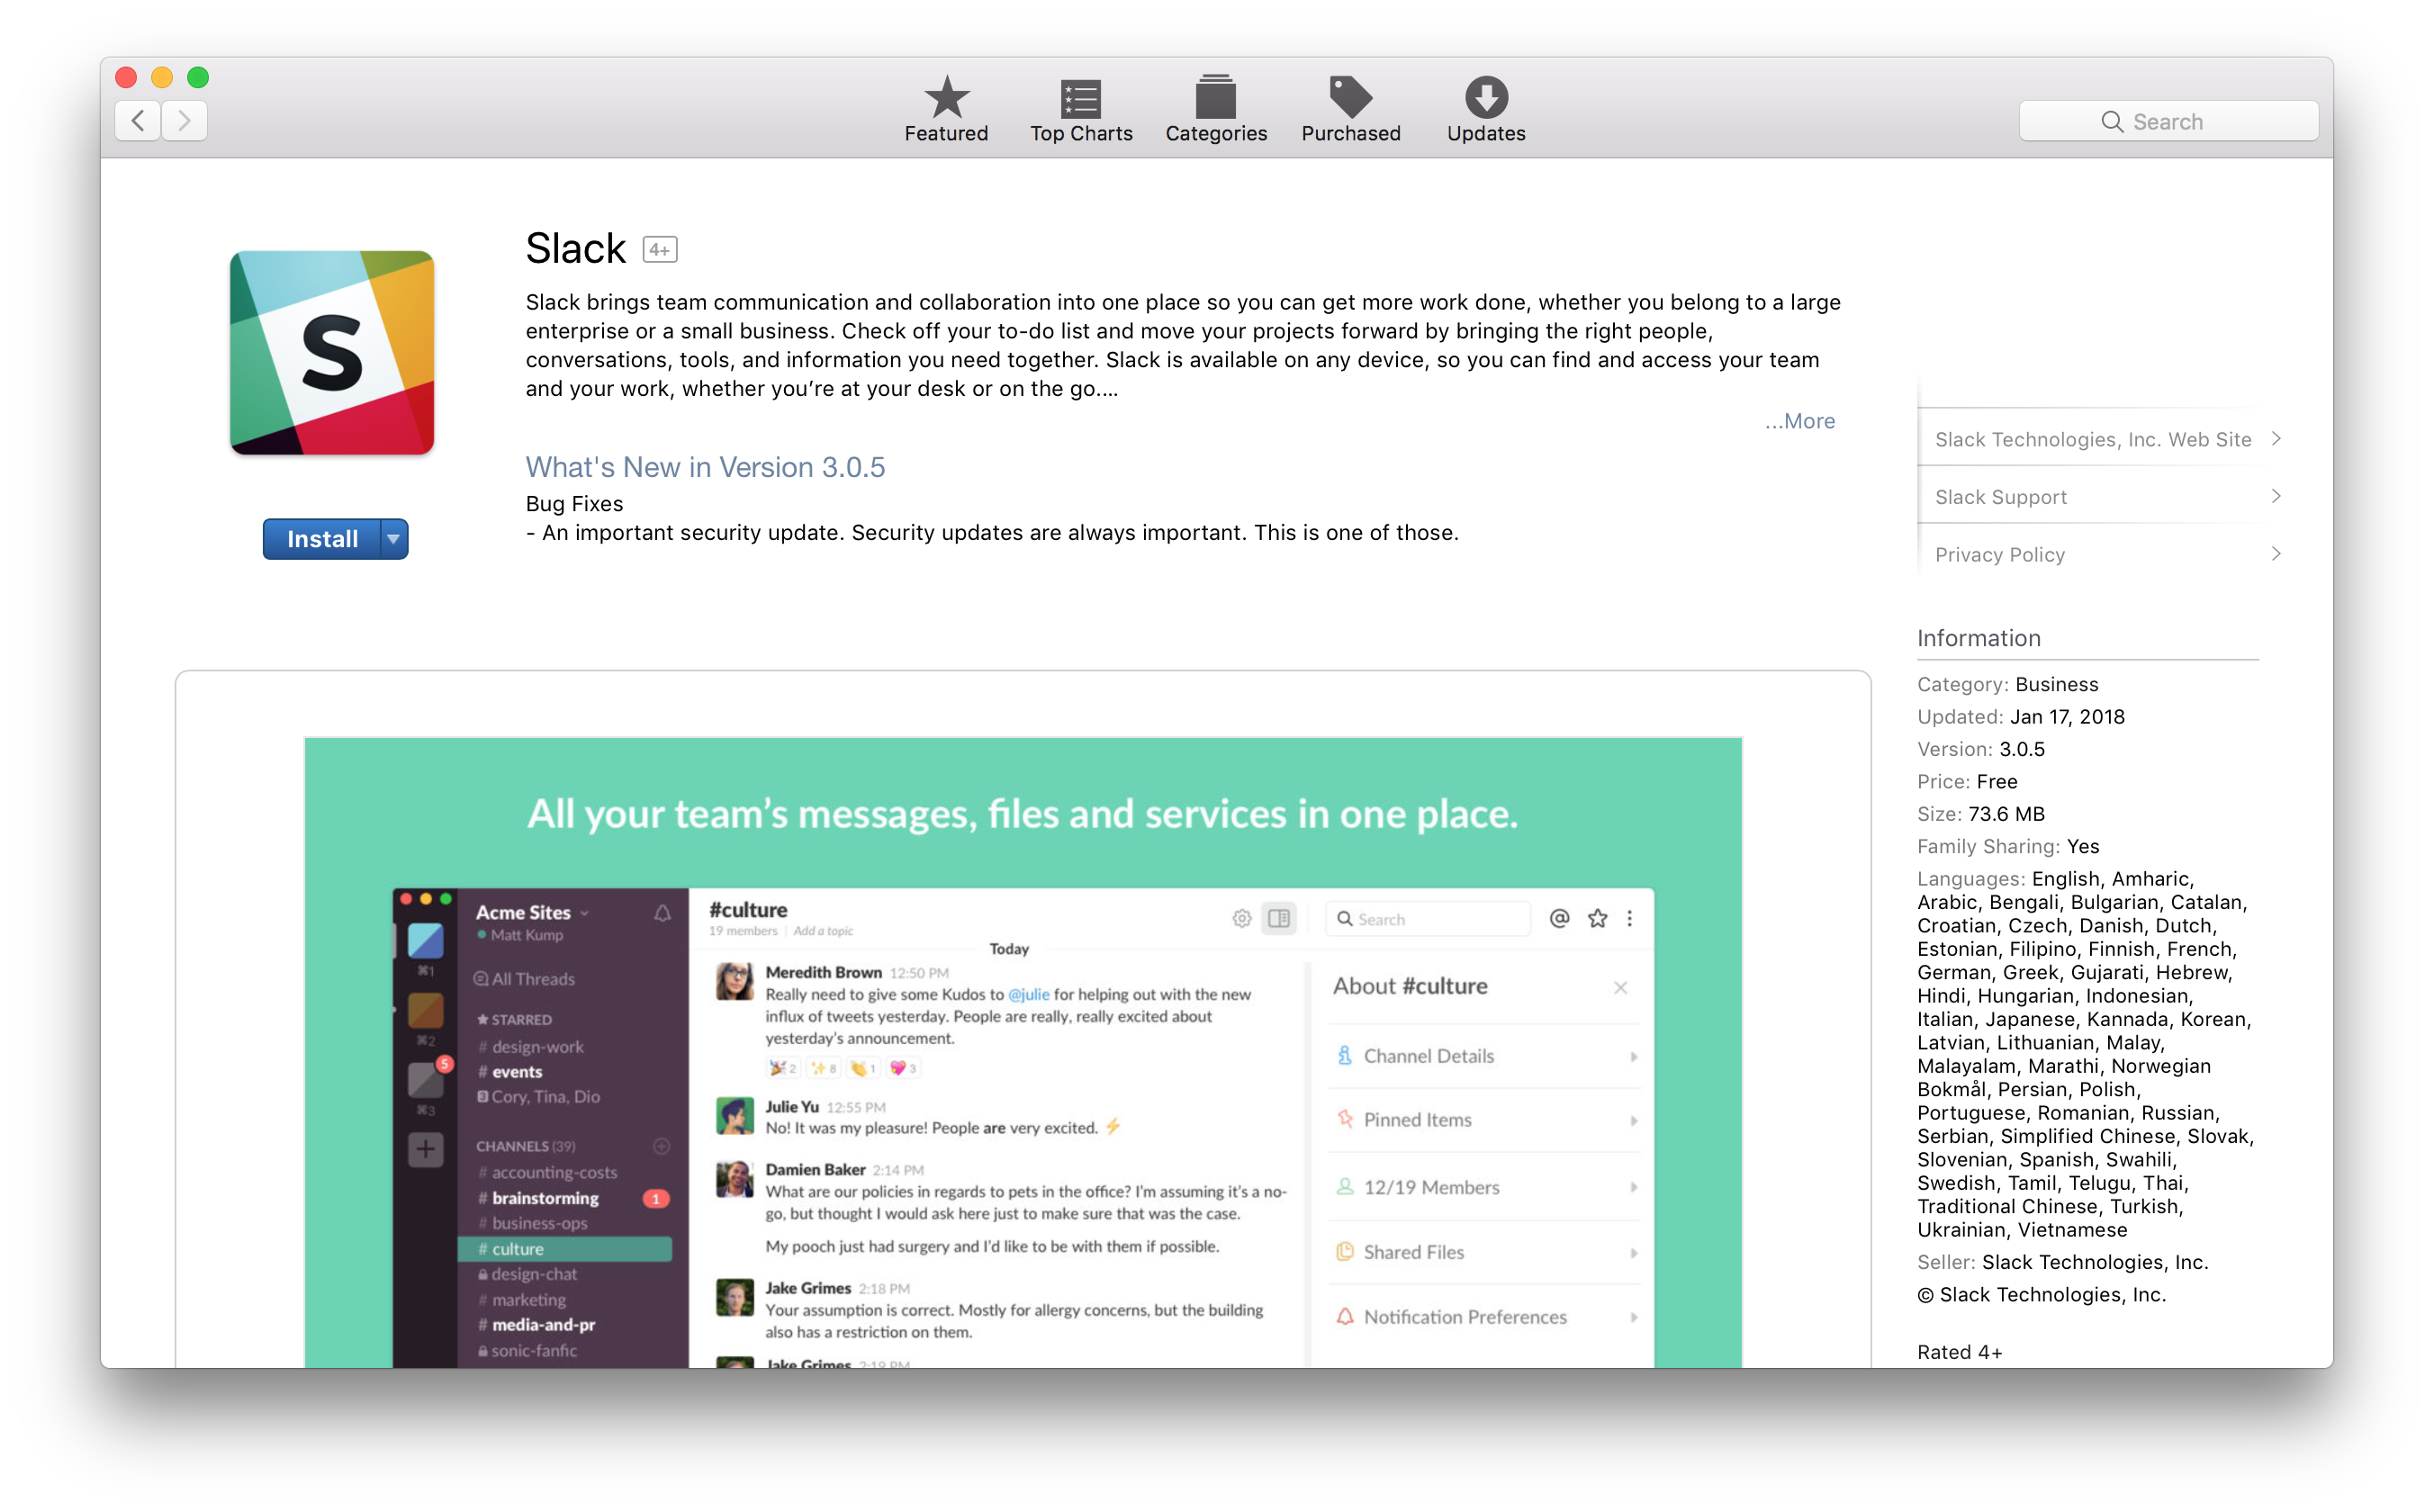 Featured
Top Charts
Categories
Purchased
Updates
Search
Slack 4+
Slack brings team communication and collaboration into one place so you can get more work done, whether you belong to a large
enterprise or a small business. Check off your to-do list and move your projects forward by bringing the right people,
conversations, tools, and information you need together. Slack is available on any device, so you can find and access your team
and your work, whether you’re at your desk or on the go....
...More
S
Install
What's New in Version 3.0.5
Bug Fixes
- An important security update. Security updates are always important. This is one of those.
Slack Technologies, Inc. Web Site
Slack Support
Privacy Policy
Information
Category: Business
Updated: Jan 17, 2018
Version: 3.0.5
Price: Free
Size: 73.6 MB
Family Sharing: Yes
Languages: English, Amharic,
Arabic, Bengali, Bulgarian, Catalan,
Croatian, Czech, Danish, Dutch,
Estonian, Filipino, Finnish, French,
German, Greek, Gujarati, Hebrew,
Hindi, Hungarian, Indonesian,
Italian, Japanese, Kannada, Korean,
Latvian, Lithuanian, Malay,
Malayalam, Marathi, Norwegian
Bokmål, Persian, Polish,
Portuguese, Romanian, Russian,
Serbian, Simplified Chinese, Slovak,
Slovenian, Spanish, Swahili,
Swedish, Tamil, Telugu, Thai,
Traditional Chinese, Turkish,
Ukrainian, Vietnamese
Seller: Slack Technologies, Inc.
© Slack Technologies, Inc.
Rated 4+
All your team’s messages, files and services in one place.
⌘1
⌘2
5
⌘3
Acme Sites
Matt Kump
All Threads
STARRED
# design-work
# events
3 Cory, Tina, Dio
CHANNELS (39)
# accounting-costs
# brainstorming 1
# business-ops
# culture
design-chat
# marketing
# media-and-pr
sonic-fanfic
#culture
19 members | Add a topic
Search
@
Today
Meredith Brown 12:50 PM
Really need to give some Kudos to @julie for helping out with the new
influx of tweets yesterday. People are really, really excited about
yesterday’s announcement.
🎉 2 ✨ 8 👏 1 💖 3
Julie Yu 12:55 PM
No! It was my pleasure! People are very excited. ⚡
Damien Baker 2:14 PM
What are our policies in regards to pets in the office? I’m assuming it’s a no-
go, but thought I would ask here just to make sure that was the case.
My pooch just had surgery and I’d like to be with them if possible.
Jake Grimes 2:18 PM
Your assumption is correct. Mostly for allergy concerns, but the building
also has a restriction on them.
Jake Grimes 2:19 PM
About #culture
Channel Details
Pinned Items
12/19 Members
Shared Files
Notification Preferences